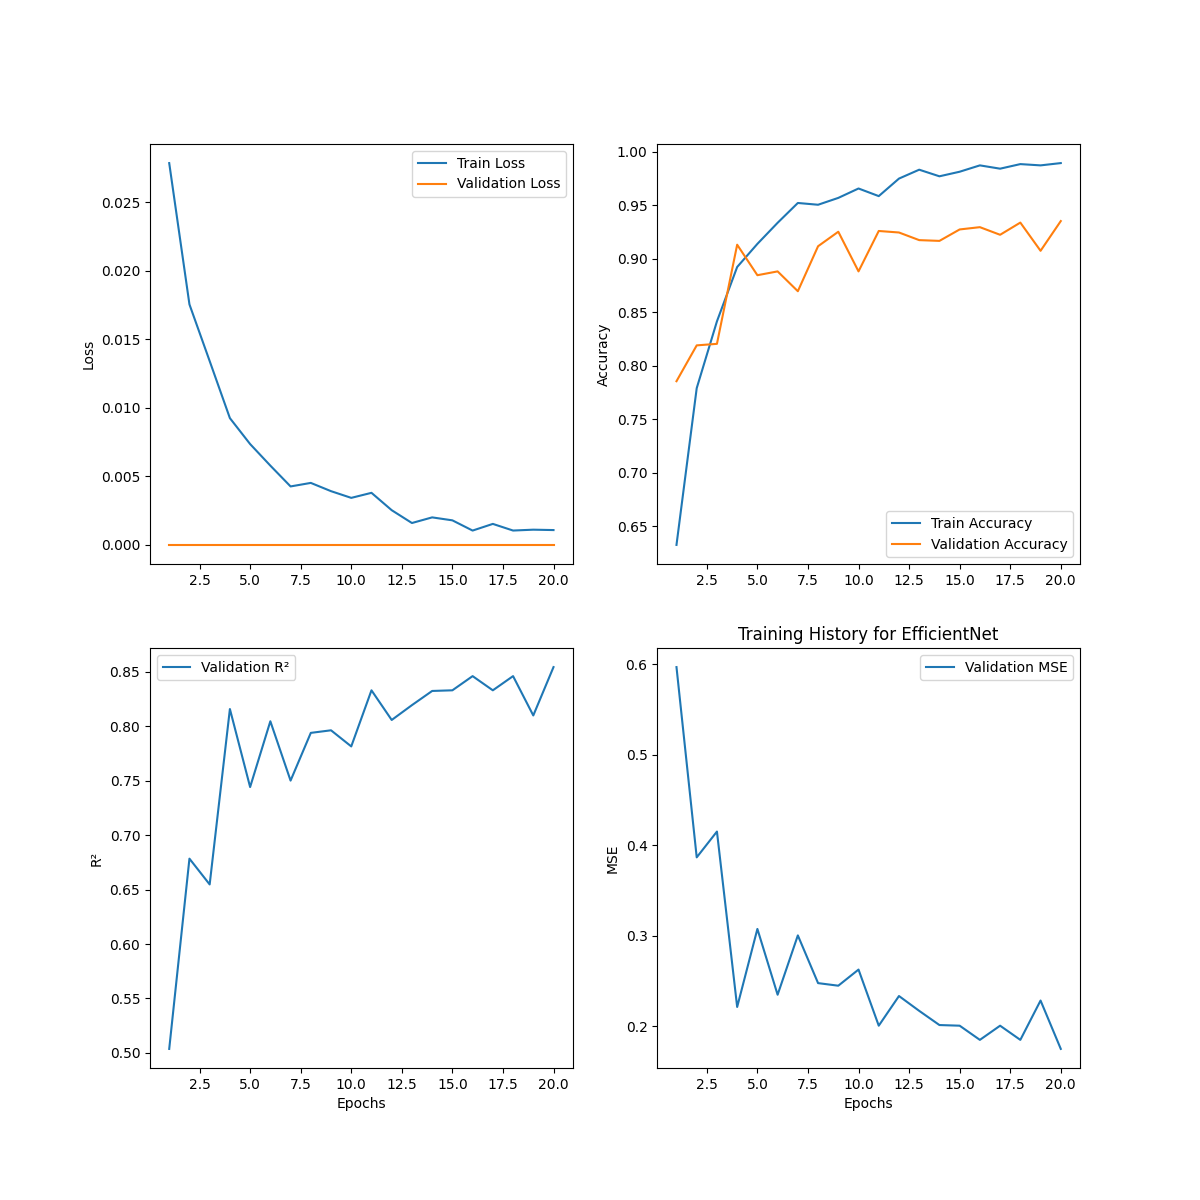 Train Loss
Validation Loss
Loss
0.025
0.020
0.015
0.010
0.005
0.000
2.5 5.0 7.5 10.0 12.5 15.0 17.5 20.0
Accuracy
1.00
0.95
0.90
0.85
0.80
0.75
0.70
0.65
Train Accuracy
Validation Accuracy
2.5 5.0 7.5 10.0 12.5 15.0 17.5 20.0
Validation R²
R²
0.85
0.80
0.75
0.70
0.65
0.60
0.55
0.50
2.5 5.0 7.5 10.0 12.5 15.0 17.5 20.0
Epochs
Training History for EfficientNet
Validation MSE
MSE
0.6
0.5
0.4
0.3
0.2
2.5 5.0 7.5 10.0 12.5 15.0 17.5 20.0
Epochs